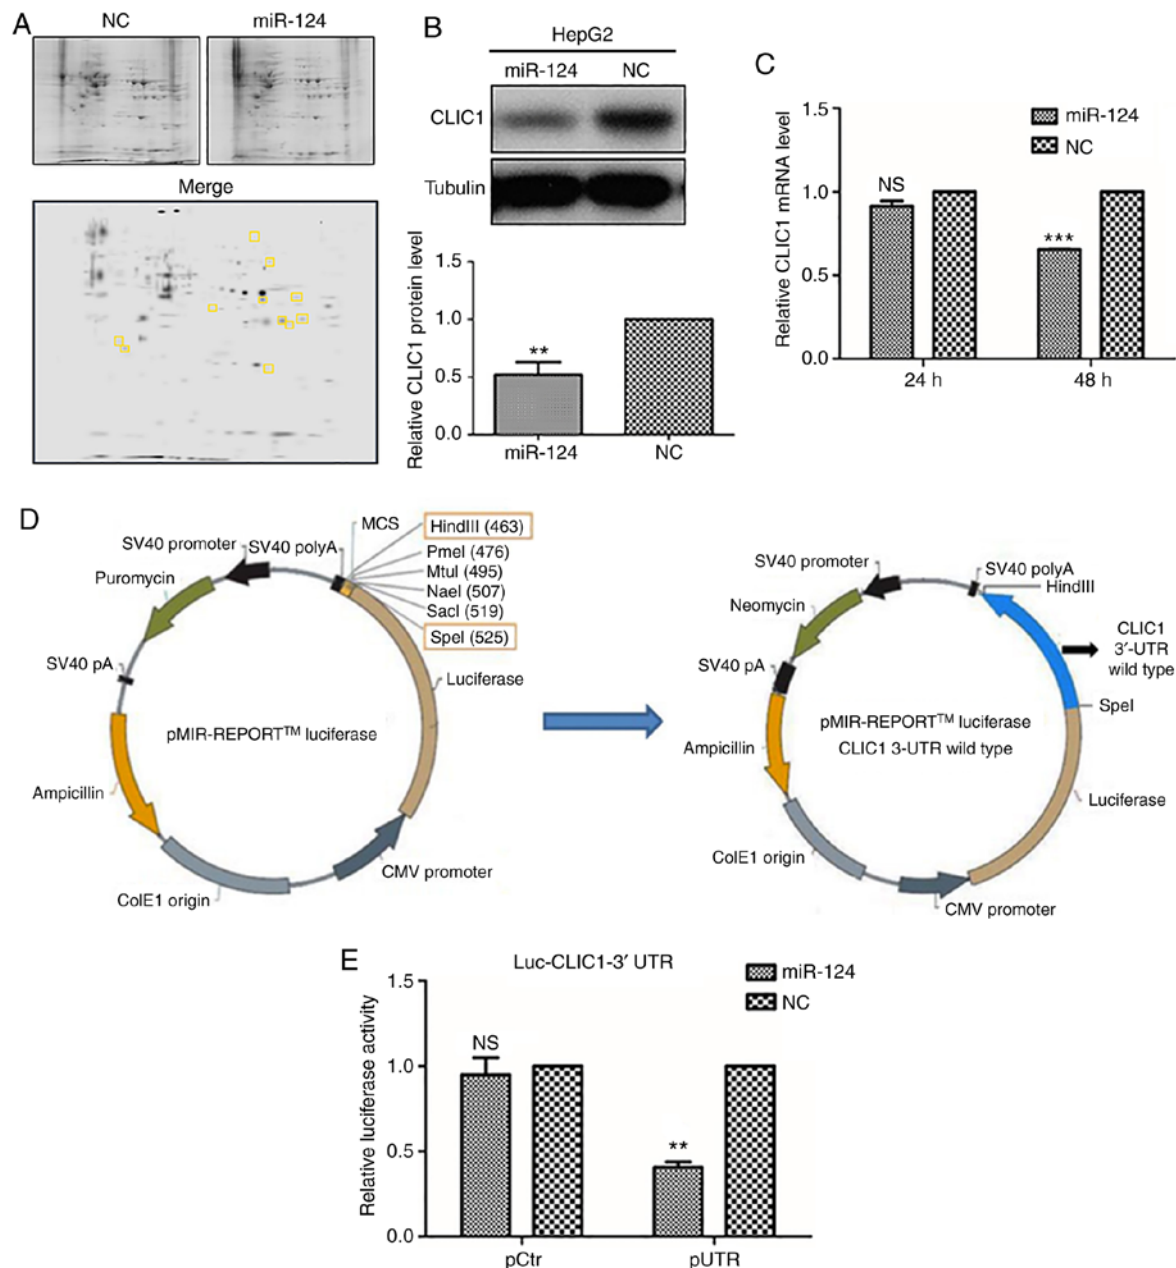 A
NC
miR-124
Merge
B
HepG2
miR-124 NC
CLIC1
Tubulin
Relative CLIC1 protein level
1.5
1.0
0.5
0.0
**
miR-124
NC
C
Relative CLIC1 mRNA level
1.5
1.0
0.5
0.0
miR-124
NC
NS
***
24 h
48 h
D
MCS
HindIII (463)
PmeI (476)
MtuI (495)
NaeI (507)
SacI (519)
SpeI (525)
SV40 promoter
SV40 polyA
Puromycin
SV40 pA
Luciferase
pMIR-REPORT™ luciferase
Ampicillin
CMV promoter
ColE1 origin
SV40 promoter
SV40 polyA
HindIII
Neomycin
CLIC1
3′-UTR
wild type
SV40 pA
SpeI
pMIR-REPORT™ luciferase
CLIC1 3-UTR wild type
Ampicillin
Luciferase
ColE1 origin
CMV promoter
E
Luc-CLIC1-3′ UTR
miR-124
NC
Relative luciferase activity
1.5
1.0
0.5
0.0
NS
**
pCtr
pUTR